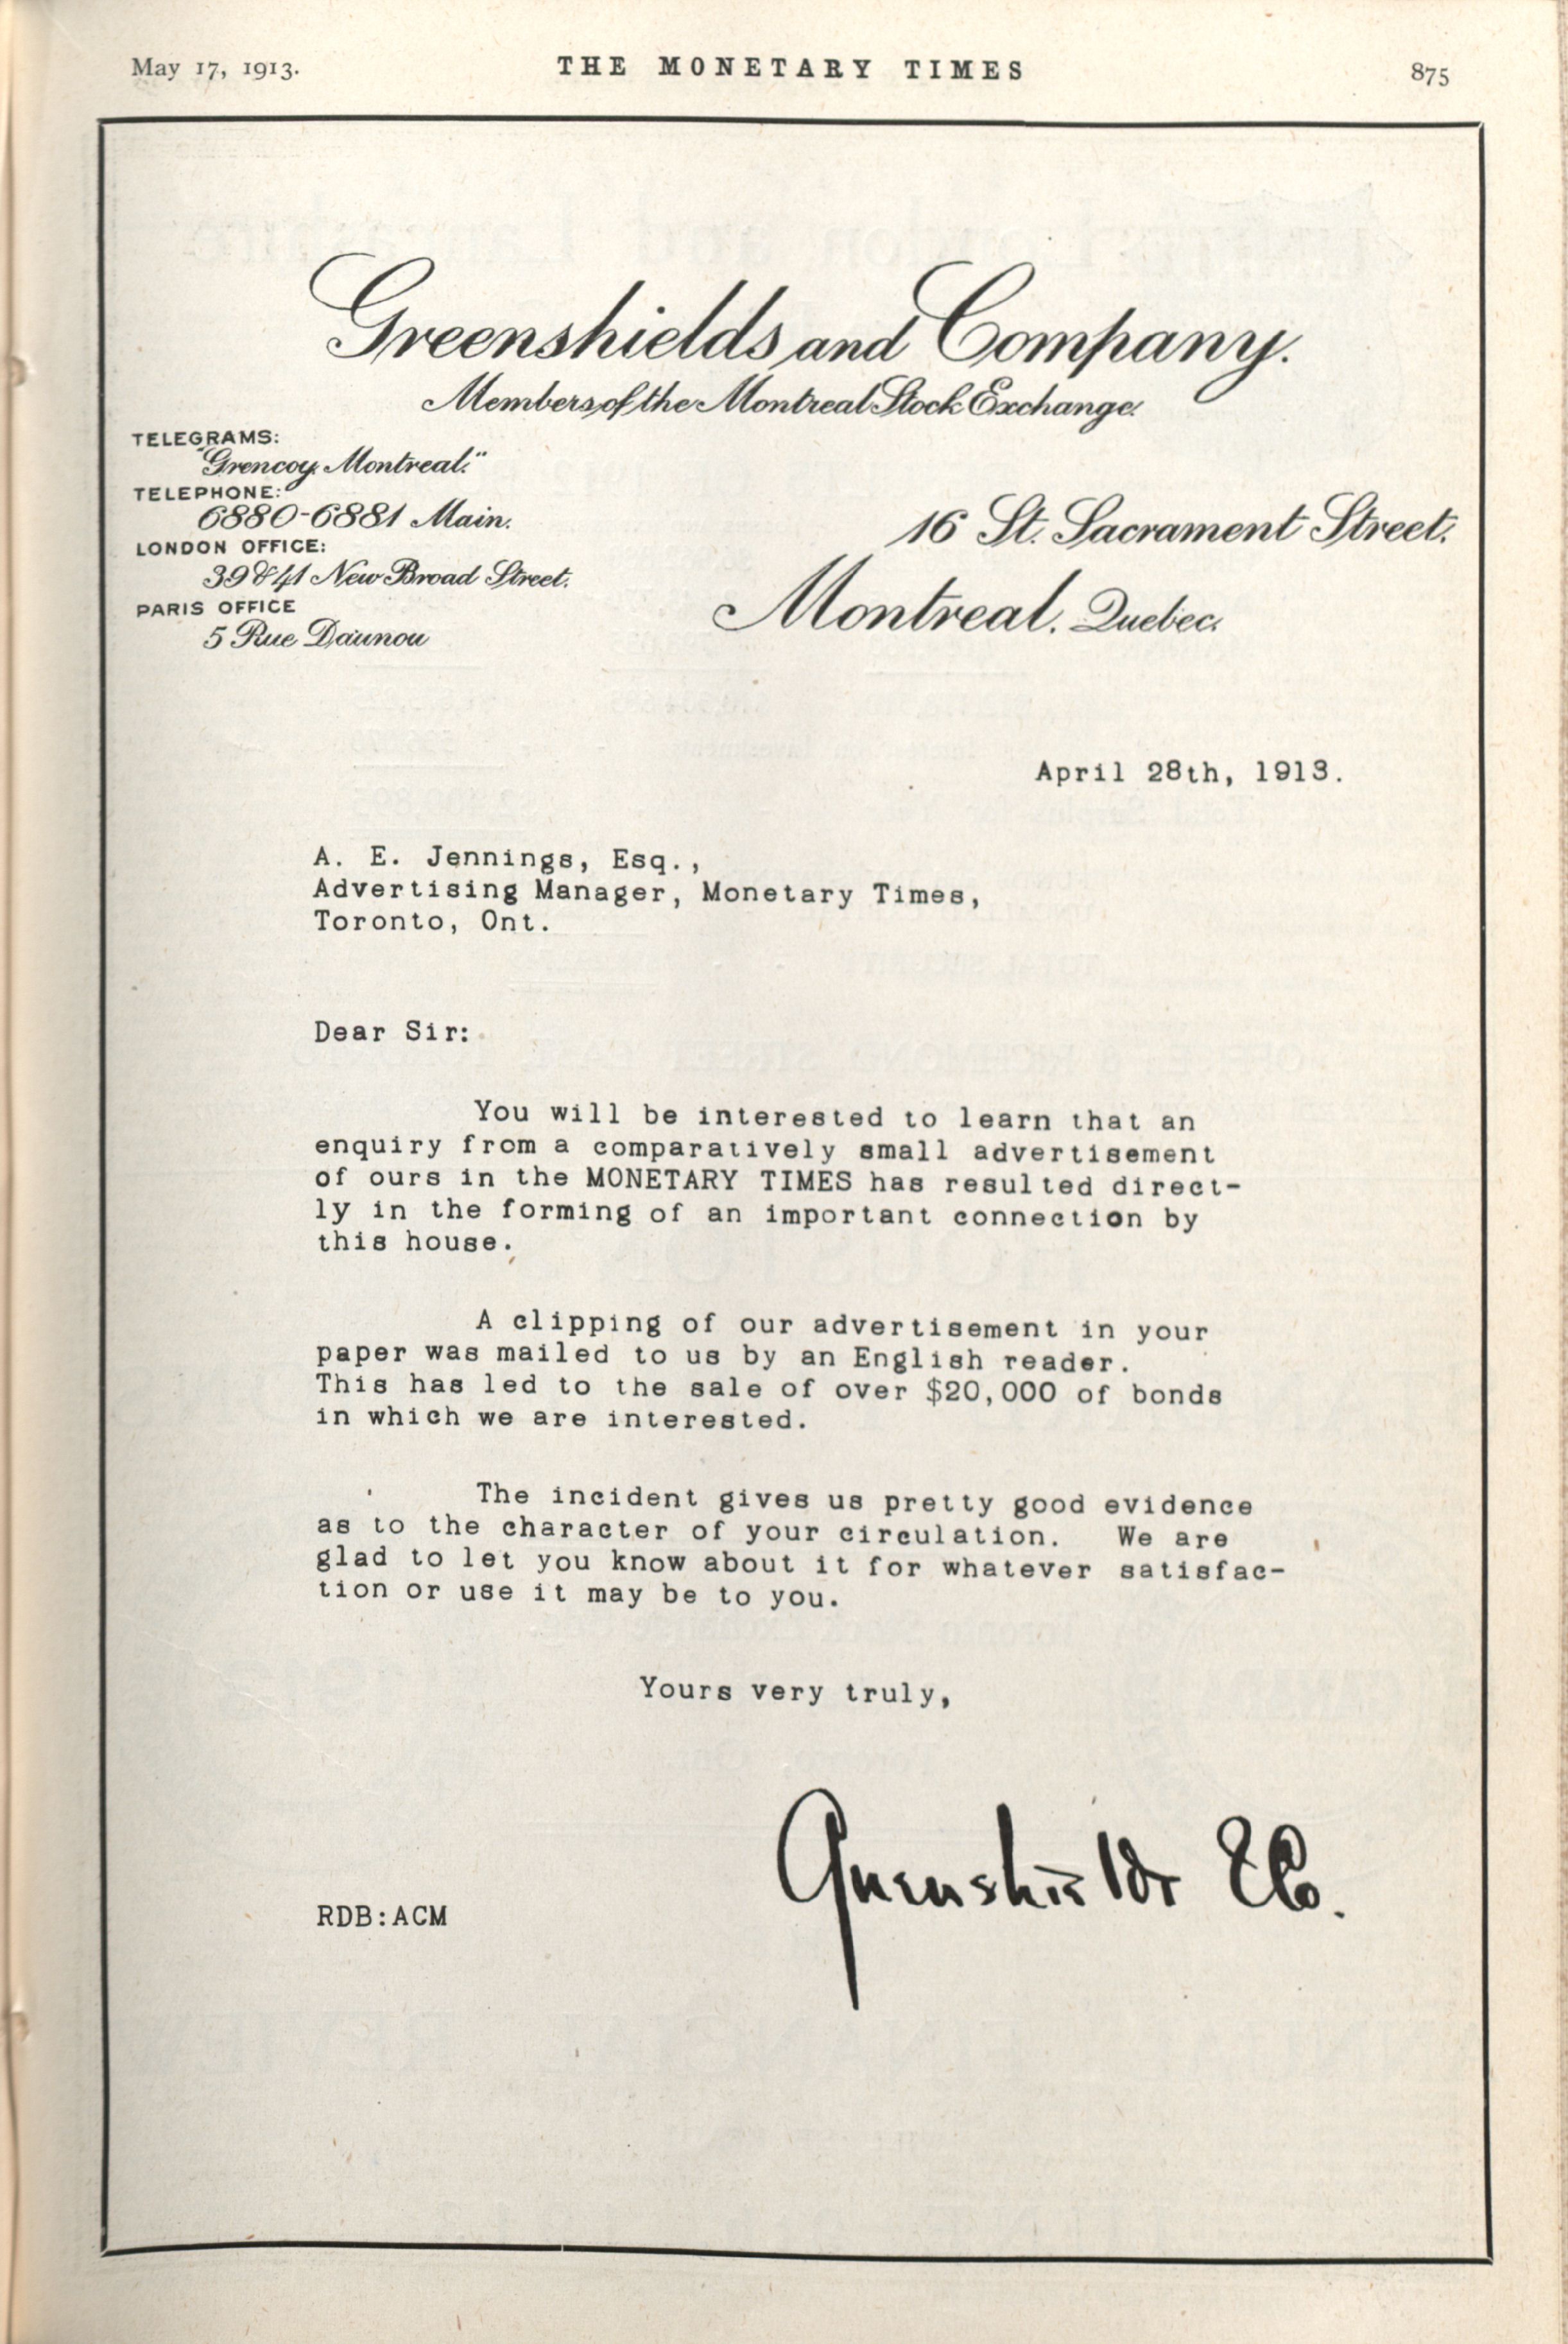 May 17, 1913.
THE MONETARY TIMES
875
Greenshields and Company.
Members of the Montreal Stock Exchange.
TELEGRAMS:
"Grencoy, Montreal."
TELEPHONE:
6880-6881 Main.
LONDON OFFICE:
39 & 41 New Broad Street.
PARIS OFFICE
5 Rue Daunou
16 St. Sacrament Street.
Montreal. Quebec.
April 28th, 1913.
A. E. Jennings, Esq.,
Advertising Manager, Monetary Times,
Toronto, Ont.
Dear Sir:
You will be interested to learn that an
enquiry from a comparatively small advertisement
of ours in the MONETARY TIMES has resulted direct-
ly in the forming of an important connection by
this house.
A clipping of our advertisement in your
paper was mailed to us by an English reader.
This has led to the sale of over $20,000 of bonds
in which we are interested.
The incident gives us pretty good evidence
as to the character of your circulation. We are
glad to let you know about it for whatever satisfac-
tion or use it may be to you.
Yours very truly,
Greenshields & Co.
RDB:ACM